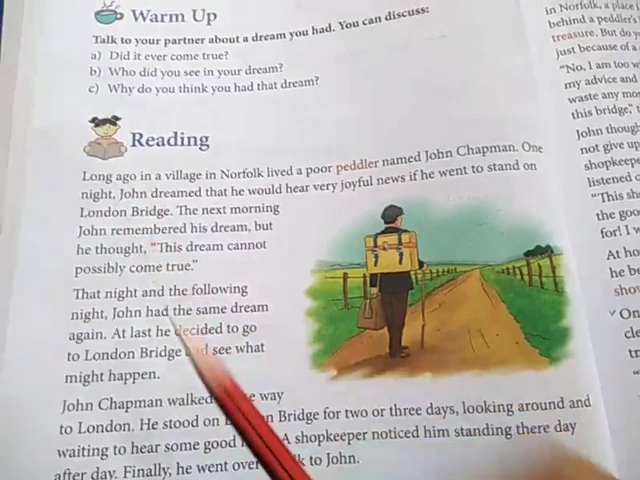 Warm Up
Talk to your partner about a dream you had. You can discuss:
a) Did it ever come true?
b) Who did you see in your dream?
c) Why do you think you had that dream?
Reading
Long ago in a village in Norfolk lived a poor peddler named John Chapman. One
night, John dreamed that he would hear very joyful news if he went to stand on
London Bridge. The next morning
John remembered his dream, but
he thought, “This dream cannot
possibly come true.”
That night and the following
night, John had the same dream
again. At last he decided to go
to London Bridge and see what
might happen.
John Chapman walked way
to London. He stood on Bridge for two or three days, looking around and
waiting to hear some good A shopkeeper noticed him standing there day
after day. Finally, he went over to John.
in Norfolk, a place
behind a peddler's
treasure. But do
just because of a
“No, I am too
my advice and
waste any
this bridge,”
John
not give up
shopkeepe
listened
“This
the
for! I
At
he
On